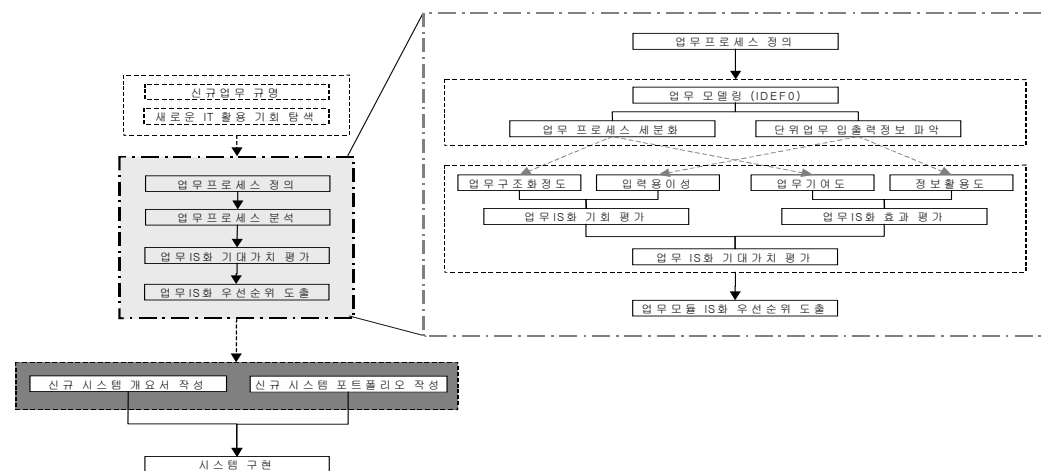 신규업무 규명
새로운 IT 활용 기회 탐색
업무프로세스 정의
업무프로세스 분석
업무IS화 기대가치 평가
업무IS화 우선순위 도출
신규 시스템 개요서 작성
신규 시스템 포트폴리오 작성
시스템 구현
업무프로세스 정의
업무 모델링 (IDEF0)
업무 프로세스 세분화
단위업무 입출력정보 파악
업무구조화정도
입력용이성
업무기여도
정보활용도
업무IS화 기회 평가
업무IS화 효과 평가
업무 IS화 기대가치 평가
업무모듈 IS화 우선순위 도출